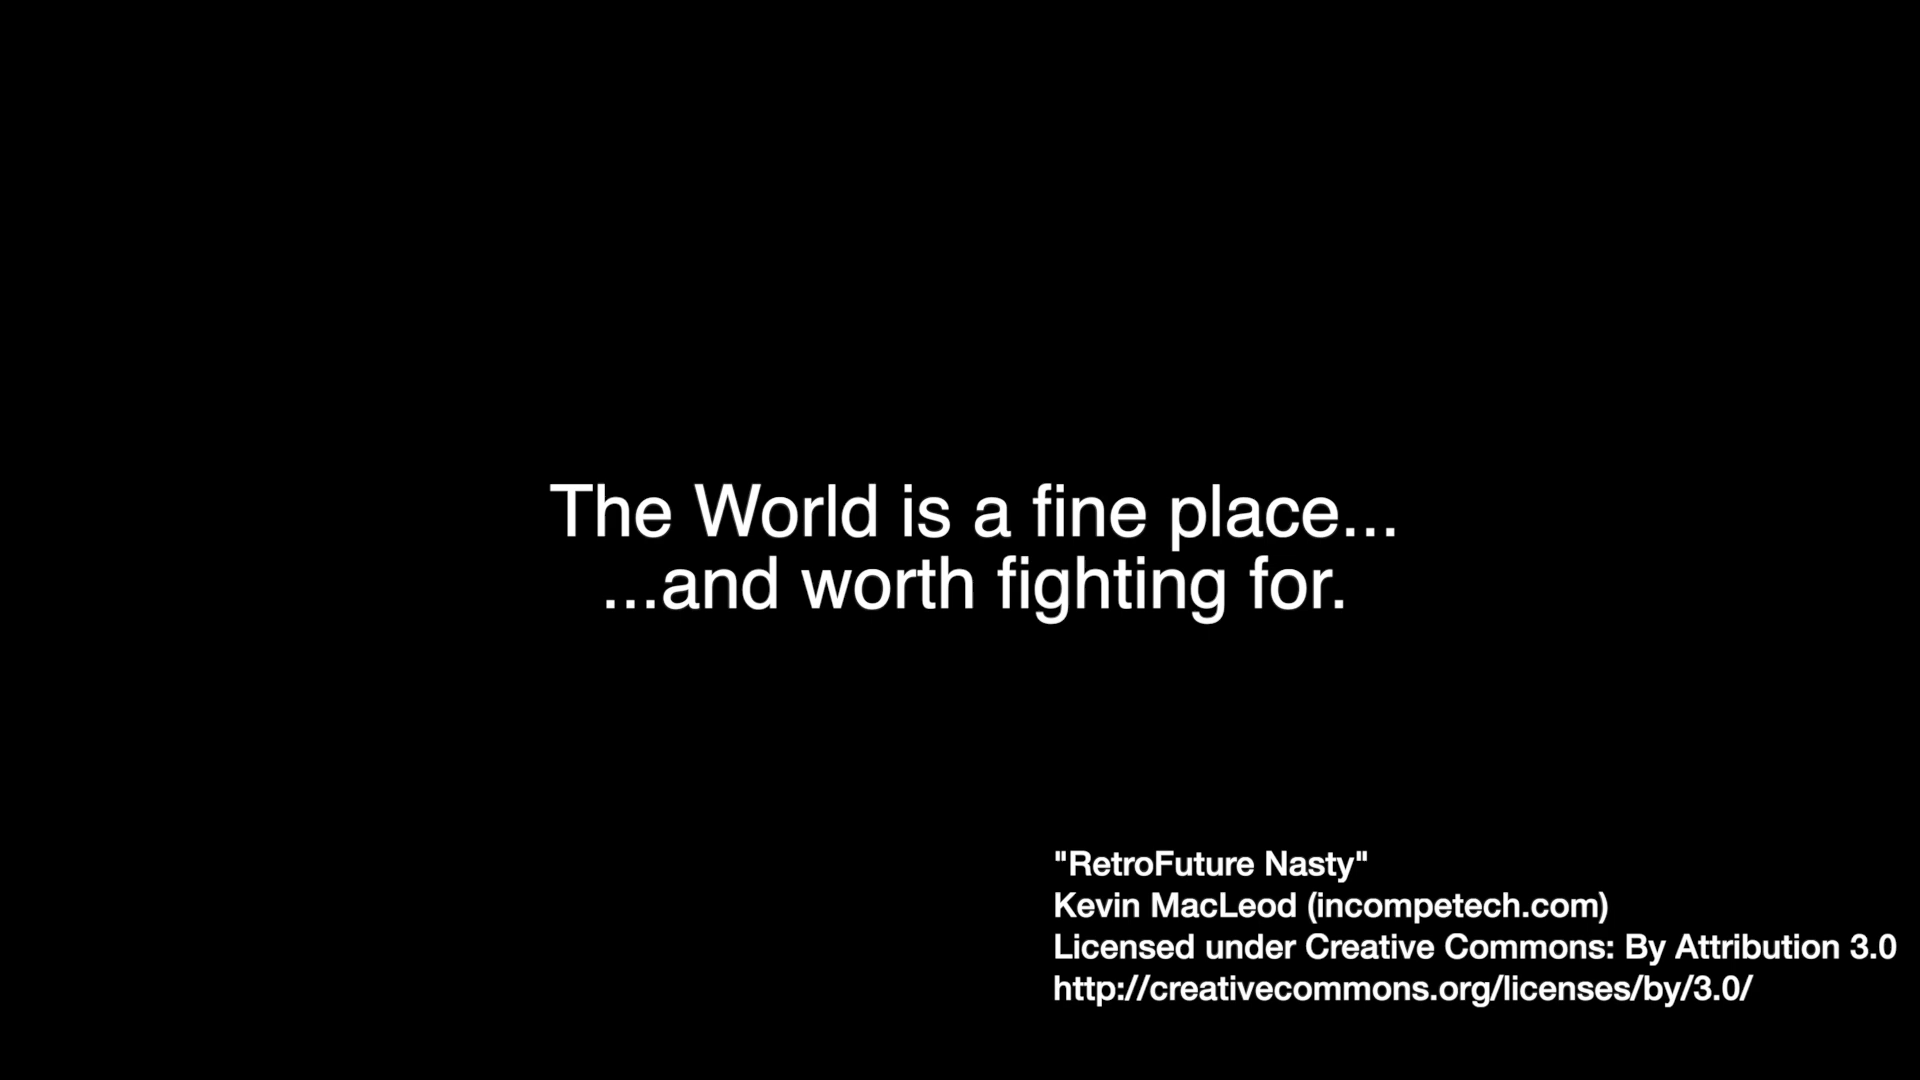 The World is a fine place...
...and worth fighting for.
"RetroFuture Nasty"
Kevin MacLeod (incompetech.com)
Licensed under Creative Commons: By Attribution 3.0
http://creativecommons.org/licenses/by/3.0/